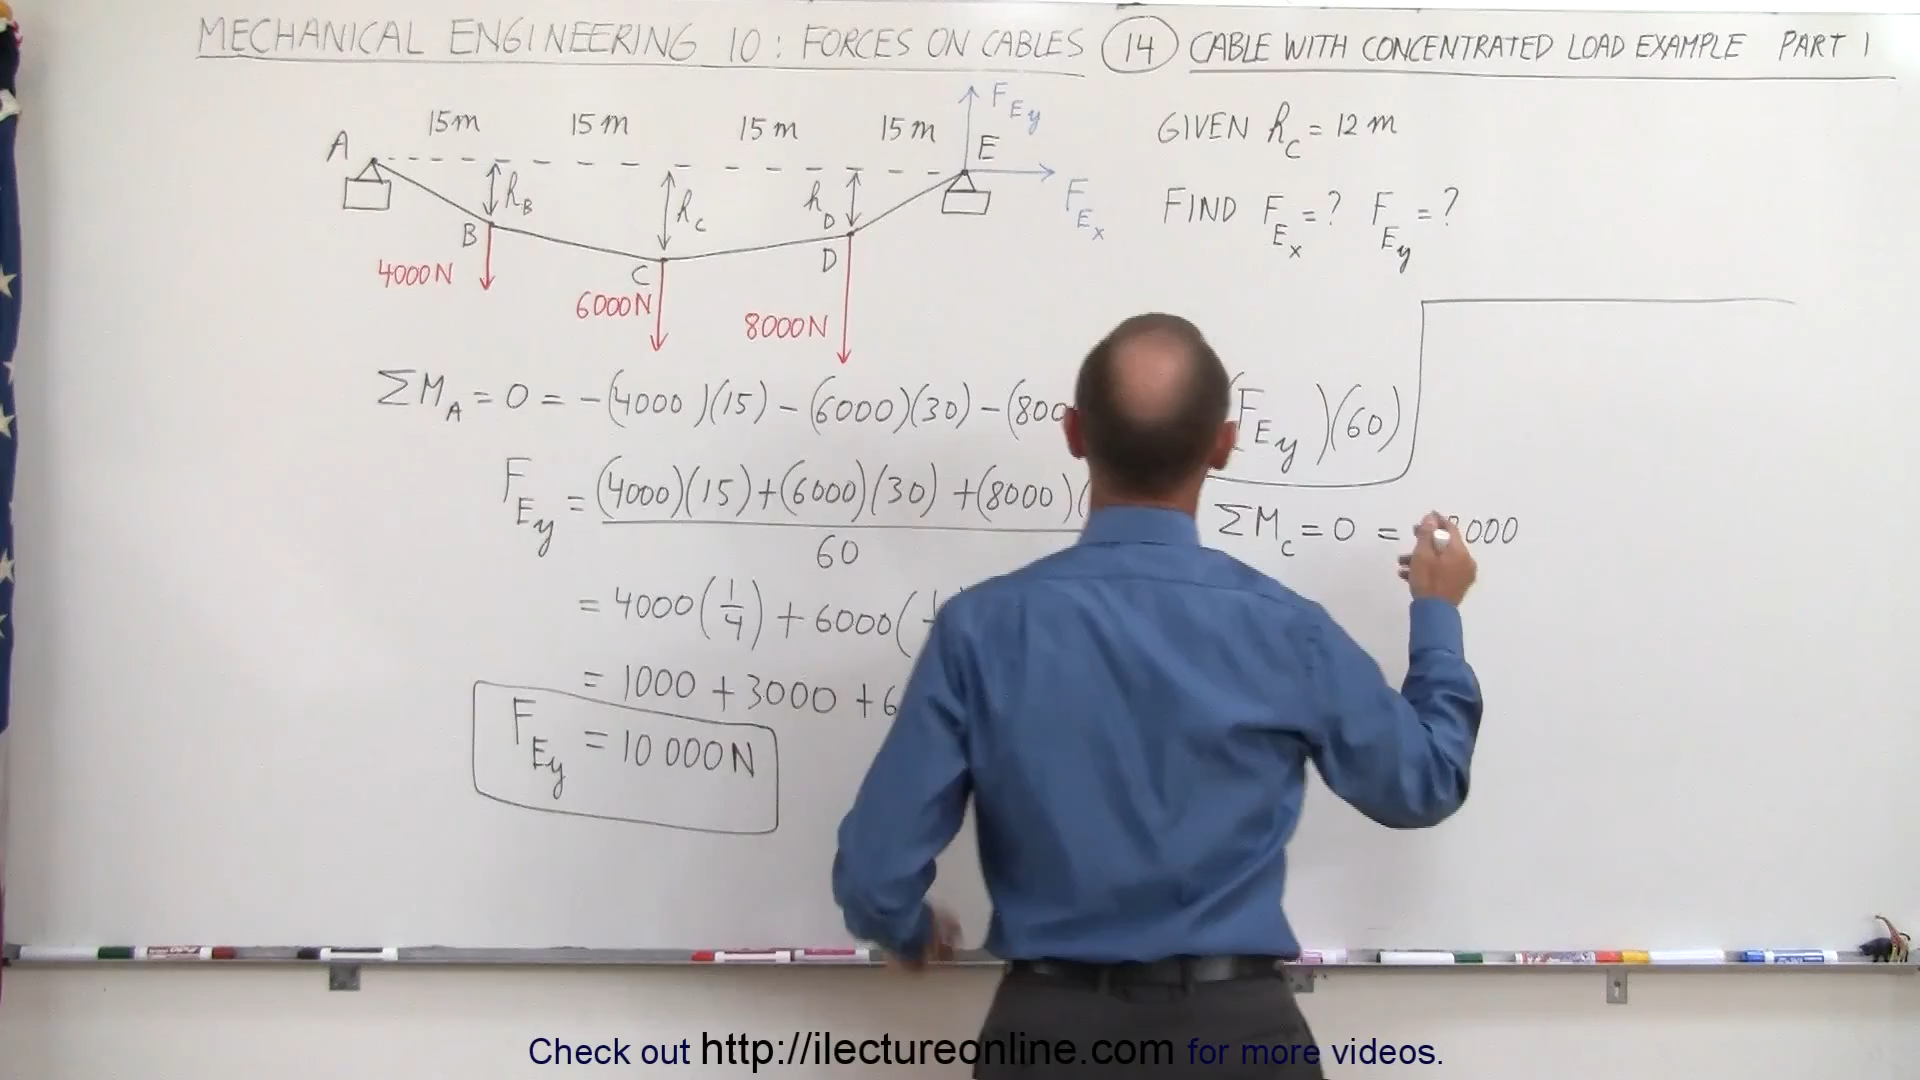 MECHANICAL ENGINEERING 10: FORCES ON CABLES (14) CABLE WITH CONCENTRATED LOAD EXAMPLE PART 1
15m 15m 15m 15m
F_Ey
A E
h_B h_C h_D
F_Ex
B C D
4000N
6000N
8000N
GIVEN h_C = 12 m
FIND F_Ex = ? F_Ey = ?
ΣM_A = 0 = -(4000)(15) - (6000)(30) - (800 F_Ey)(60)
F_Ey = (4000)(15)+(6000)(30)+(8000)(
60
= 4000(1/4) + 6000(
= 1000 + 3000 + 6
F_Ey = 10 000N
ΣM_C = 0 = 000
Check out http://ilectureonline.com for more videos.